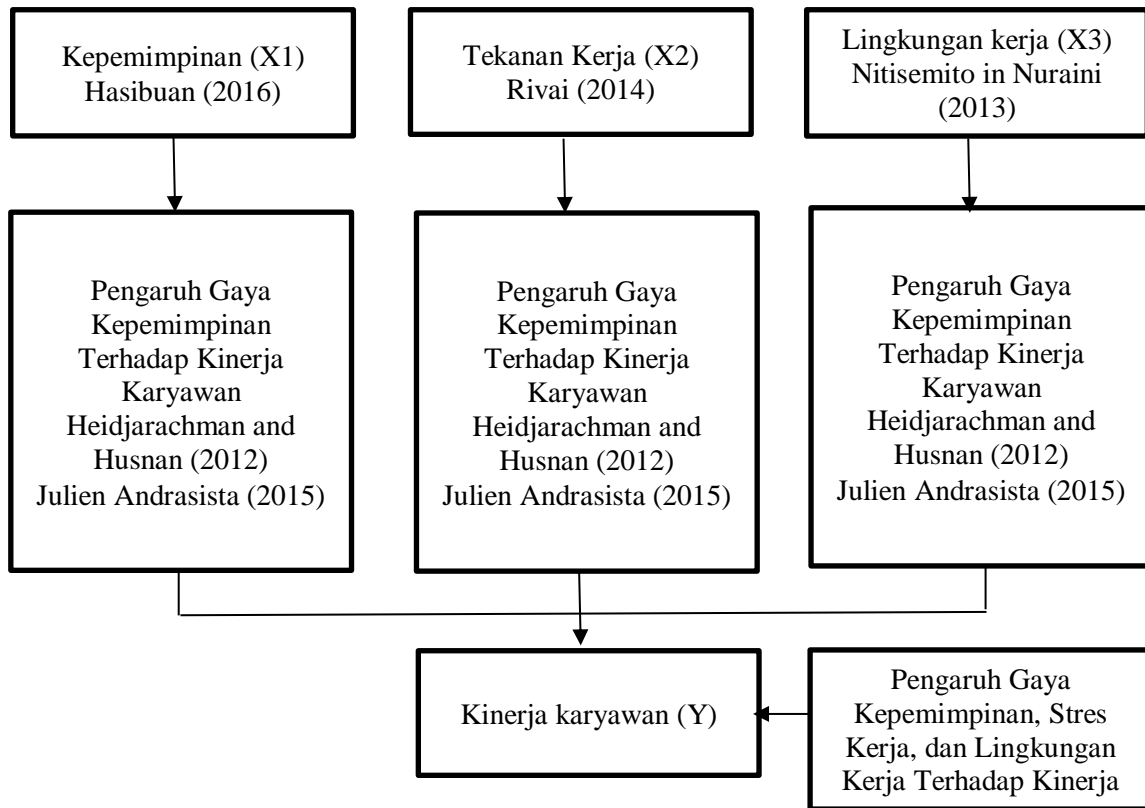 Kepemimpinan (X1)
Hasibuan (2016)
Tekanan Kerja (X2)
Rivai (2014)
Lingkungan kerja (X3)
Nitisemito in Nuraini
(2013)
Pengaruh Gaya
Kepemimpinan
Terhadap Kinerja
Karyawan
Heidjarachman and
Husnan (2012)
Julien Andrasista (2015)
Pengaruh Gaya
Kepemimpinan
Terhadap Kinerja
Karyawan
Heidjarachman and
Husnan (2012)
Julien Andrasista (2015)
Pengaruh Gaya
Kepemimpinan
Terhadap Kinerja
Karyawan
Heidjarachman and
Husnan (2012)
Julien Andrasista (2015)
Kinerja karyawan (Y)
Pengaruh Gaya
Kepemimpinan, Stres
Kerja, dan Lingkungan
Kerja Terhadap Kinerja